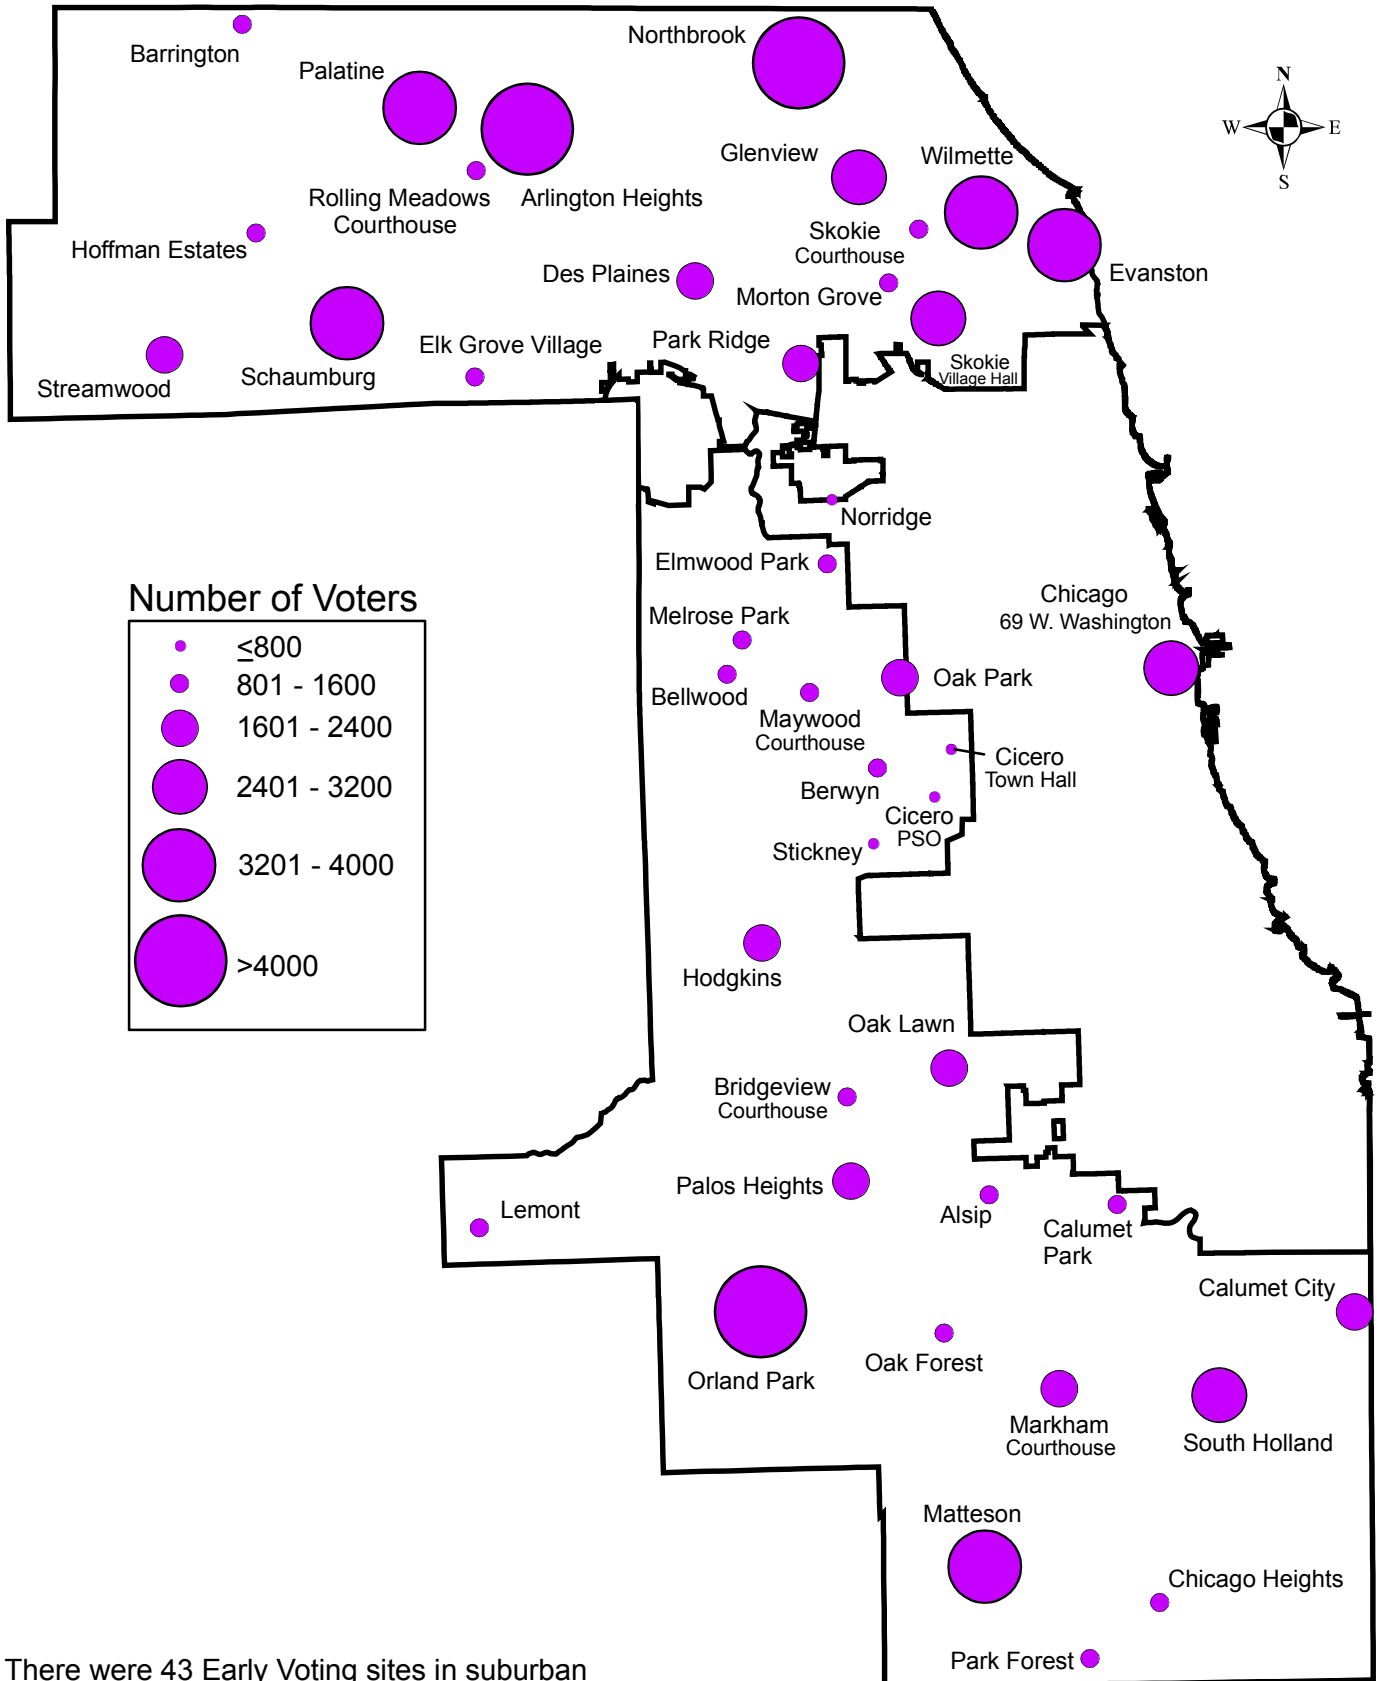 Barrington
Palatine
Northbrook
N
W
E
S
Glenview
Wilmette
Rolling Meadows
Courthouse
Arlington Heights
Hoffman Estates
Skokie
Courthouse
Des Plaines
Morton Grove
Evanston
Streamwood
Schaumburg
Elk Grove Village
Park Ridge
Skokie
Village Hall
Norridge
Elmwood Park
Number of Voters
≤800
801 - 1600
1601 - 2400
2401 - 3200
3201 - 4000
>4000
Melrose Park
Bellwood
Maywood
Courthouse
Oak Park
Chicago
69 W. Washington
Cicero
Town Hall
Berwyn
Cicero
PSO
Stickney
Hodgkins
Oak Lawn
Bridgeview
Courthouse
Palos Heights
Alsip
Calumet
Park
Lemont
Calumet City
Orland Park
Oak Forest
Markham
Courthouse
South Holland
Matteson
Chicago Heights
Park Forest
There were 43 Early Voting sites in suburban